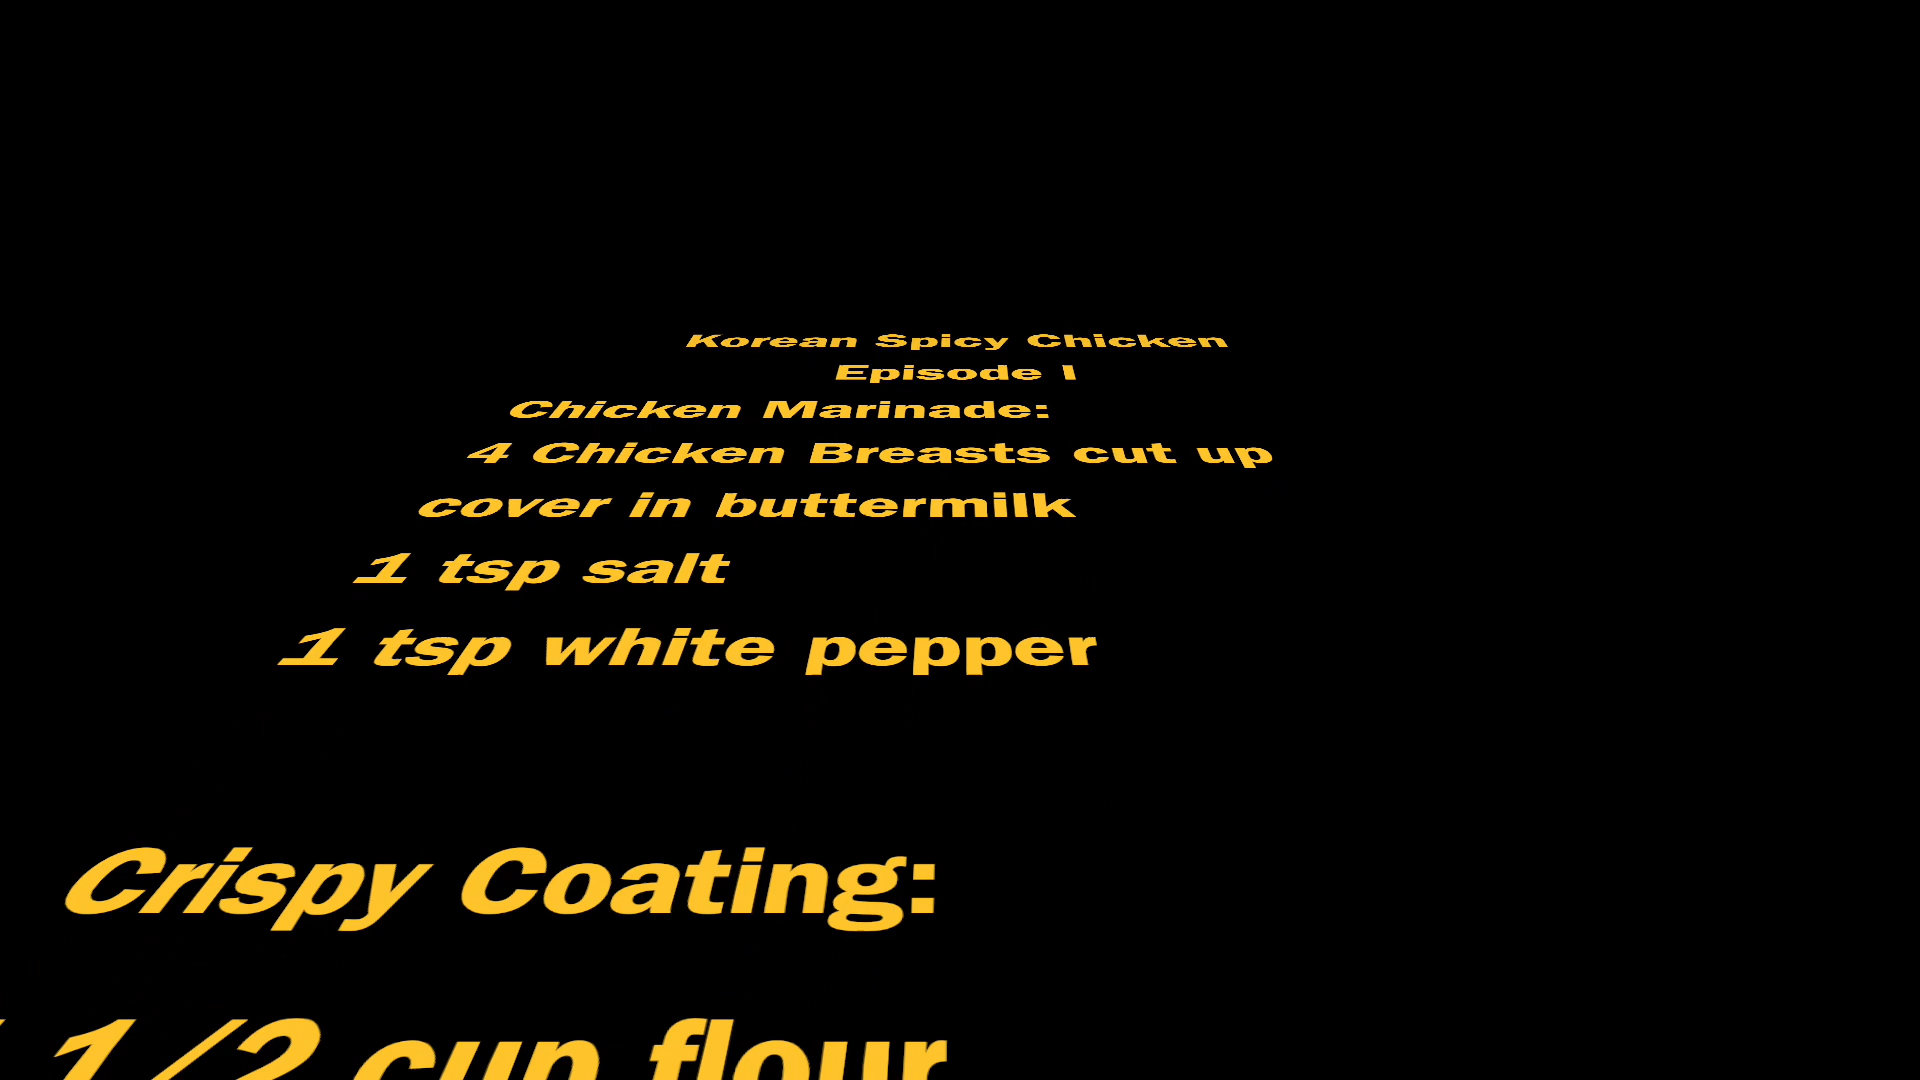 Korean Spicy Chicken
Episode I
Chicken Marinade:
4 Chicken Breasts cut up
cover in buttermilk
1 tsp salt
1 tsp white pepper
Crispy Coating:
1/2 cup flour